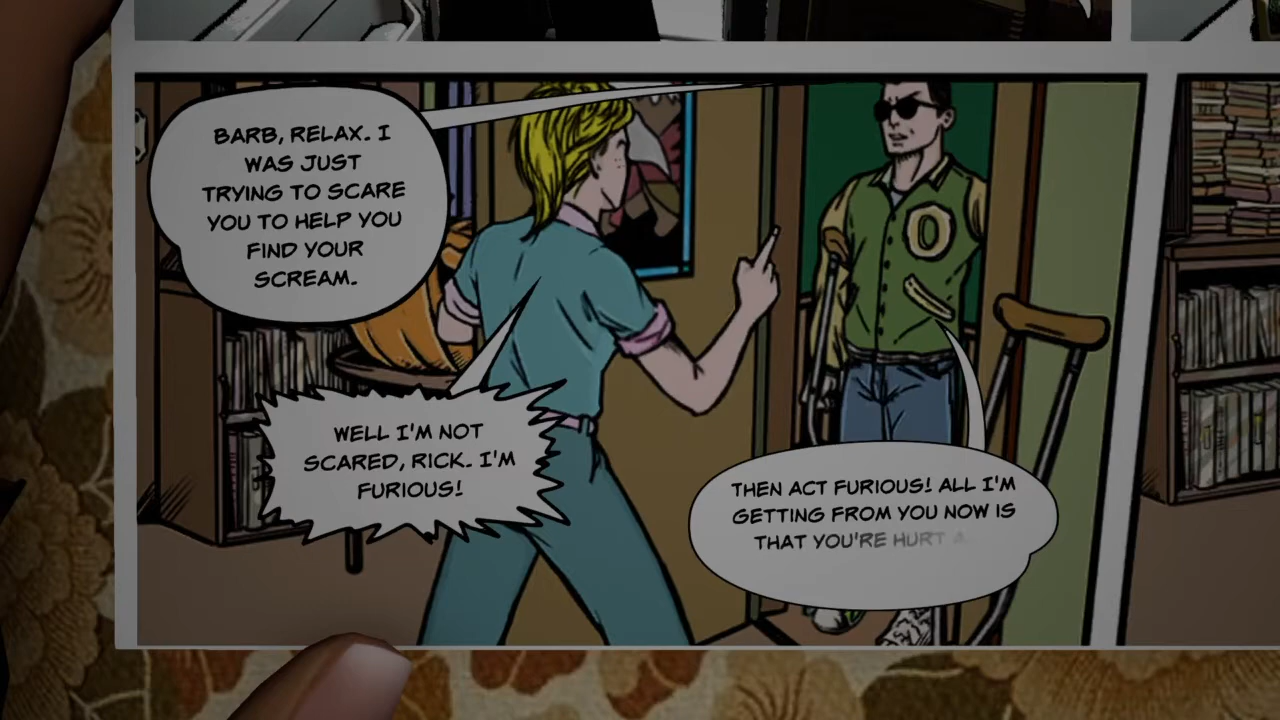 BARB, RELAX. I
WAS JUST
TRYING TO SCARE
YOU TO HELP YOU
FIND YOUR
SCREAM.
WELL I'M NOT
SCARED, RICK. I'M
FURIOUS!
O
THEN ACT FURIOUS! ALL I'M
GETTING FROM YOU NOW IS
THAT YOU'RE HURT